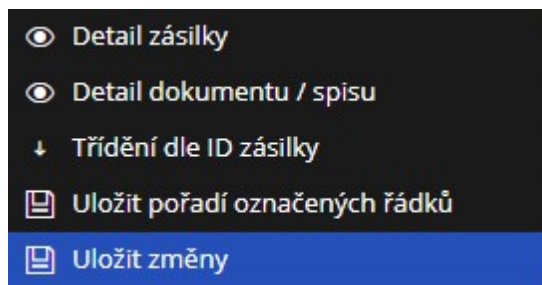 Detail zásilky
Detail dokumentu / spisu
Třídění dle ID zásilky
Uložit pořadí označených řádků
Uložit změny